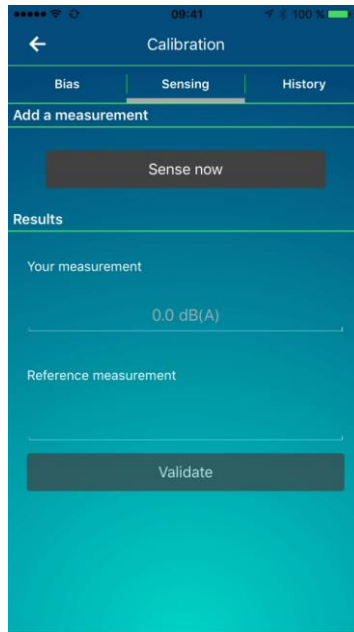 09:41 100 %
Calibration
Bias Sensing History
Add a measurement
Sense now
Results
Your measurement
0.0 dB(A)
Reference measurement
Validate